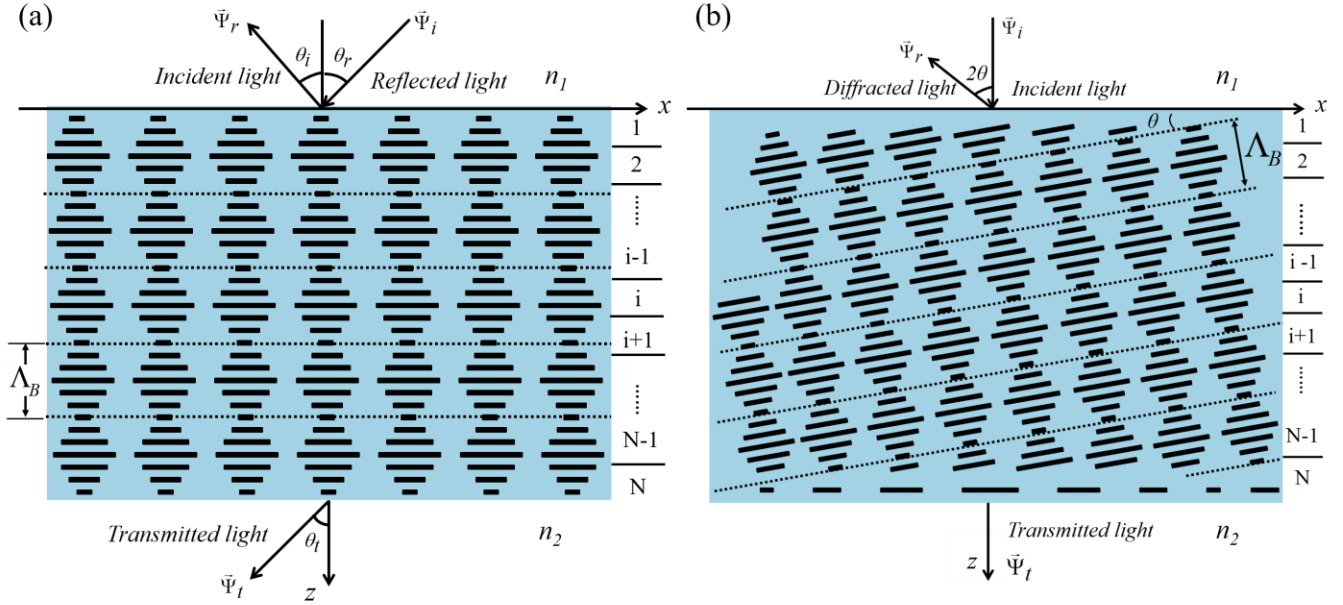 (a)
Ψ⃗r
θi
θr
Ψ⃗i
Incident light
Reflected light
n1
x
1
2
......
i-1
i
i+1
......
N-1
N
ΛB
Transmitted light
θt
n2
Ψ⃗t
z
(b)
Ψ⃗i
Ψ⃗r
2θ
Diffracted light
Incident light
n1
x
θ
ΛB
1
2
......
i -1
i
i+1
......
N-1
N
Transmitted light
n2
z
Ψ⃗t